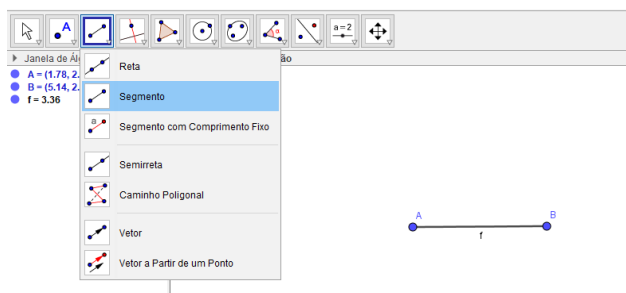 A
α
a=2
Janela de Ál
ão
A = (1.78, 2.
B = (5.14, 2.
f = 3.36
Reta
Segmento
a
Segmento com Comprimento Fixo
Semirreta
Caminho Poligonal
Vetor
Vetor a Partir de um Ponto
A
B
f